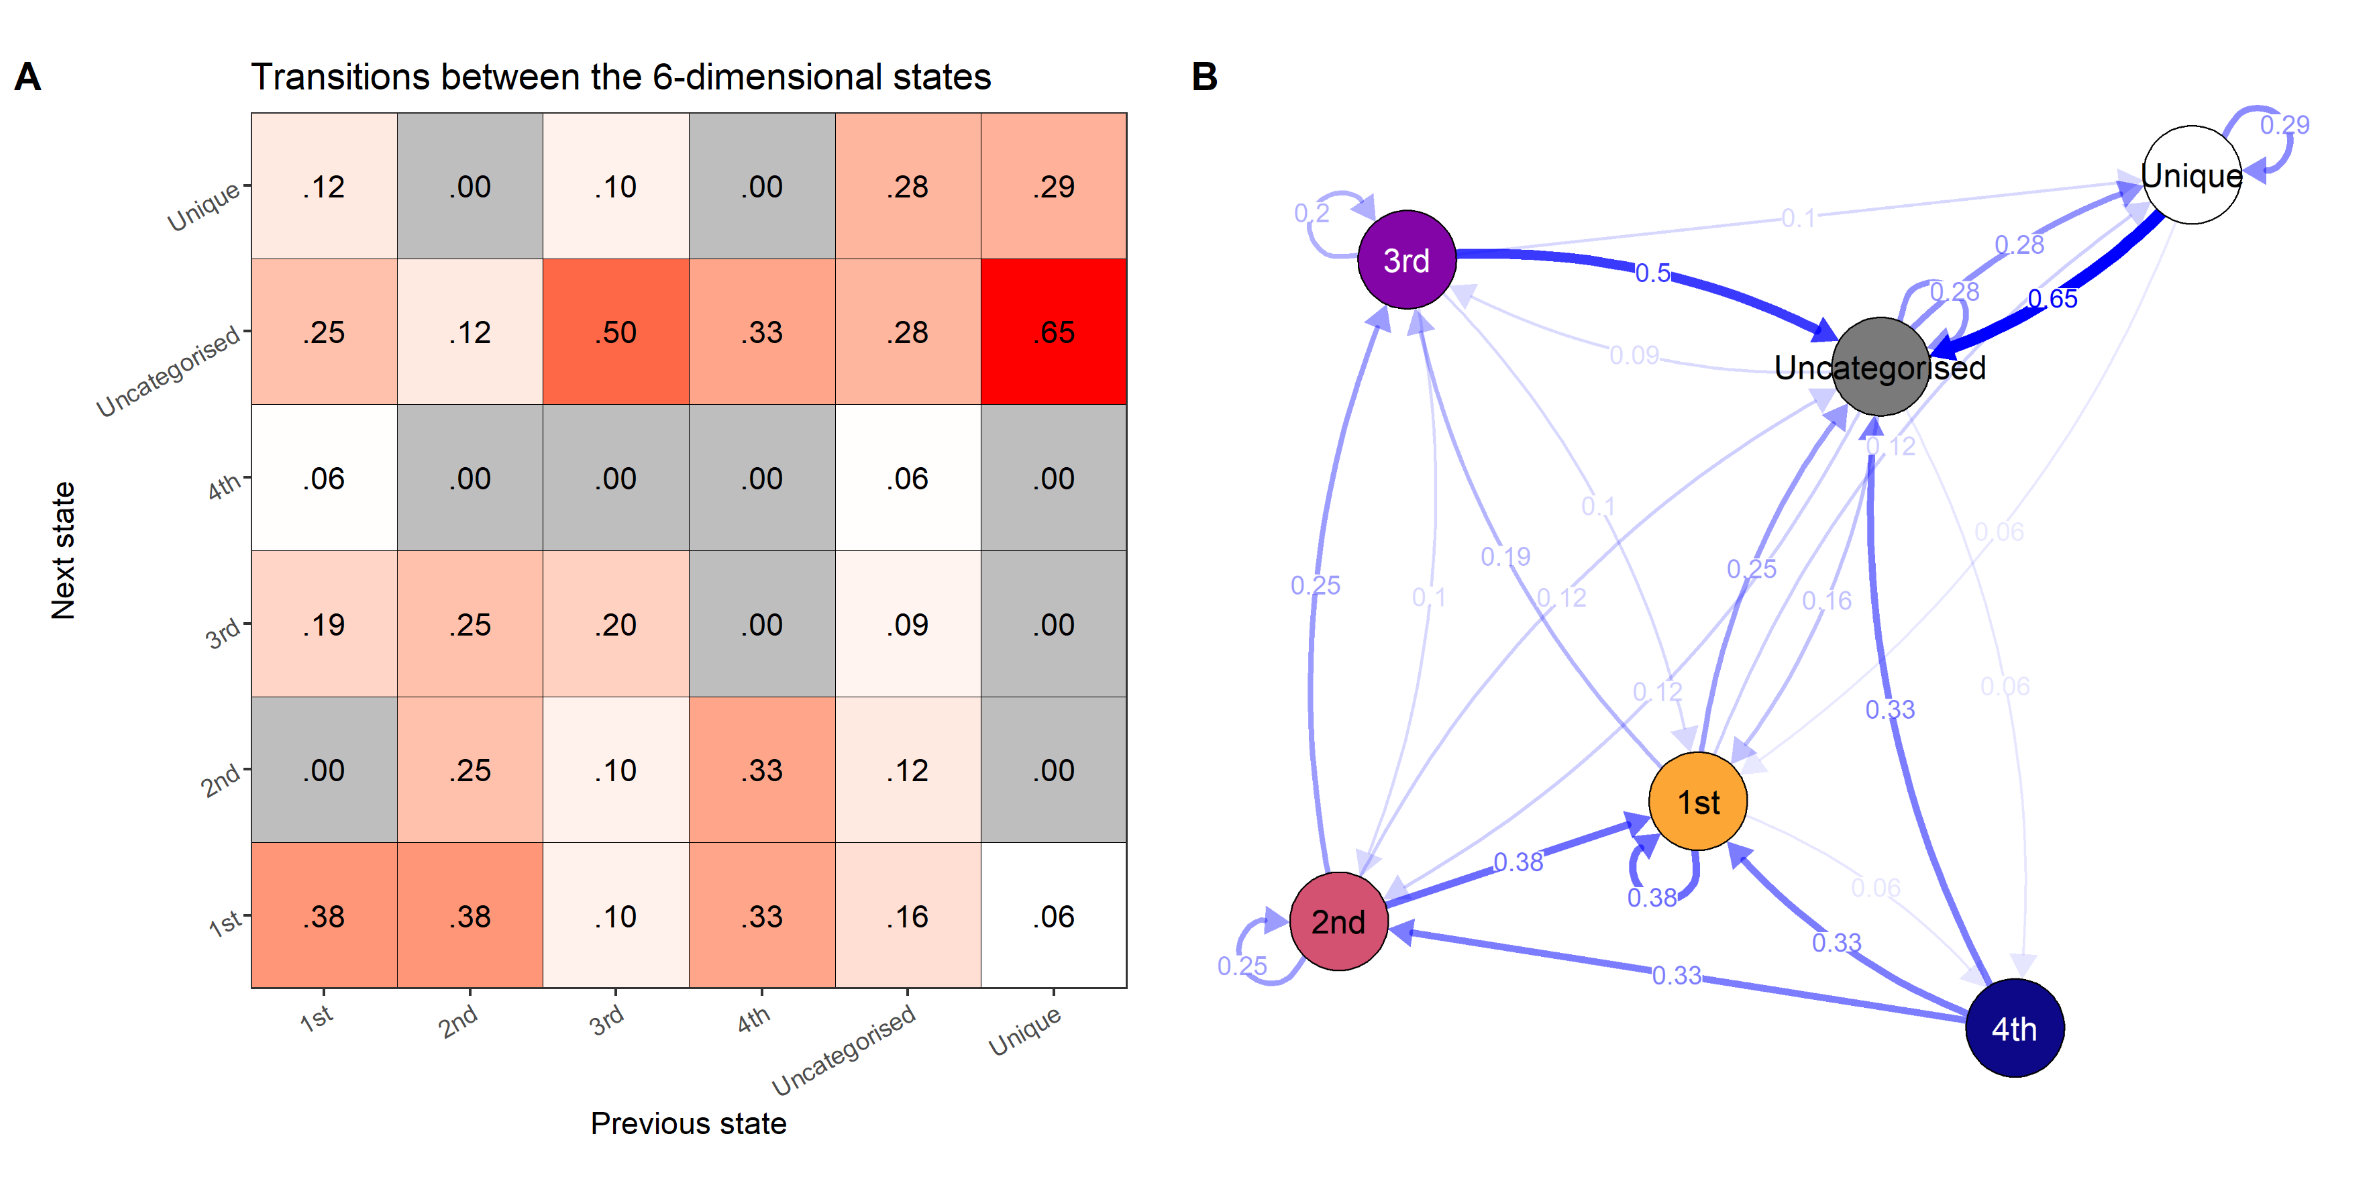 A
Transitions between the 6-dimensional states
Unique
.12 .00 .10 .00 .28 .29
Uncategorised
.25 .12 .50 .33 .28 .65
4th
.06 .00 .00 .00 .06 .00
3rd
.19 .25 .20 .00 .09 .00
2nd
.00 .25 .10 .33 .12 .00
1st
.38 .38 .10 .33 .16 .06
Next state
1st 2nd 3rd 4th Uncategorised Unique
Previous state
B
0.29
Unique
0.2
0.1
3rd
0.28
0.5
0.28
0.65
0.09
Uncategorised
0.12
0.1
0.06
0.19
0.25
0.25
0.1
0.12
0.16
0.12
0.06
0.33
1st
0.38
0.06
0.38
2nd
0.33
0.25
0.33
4th